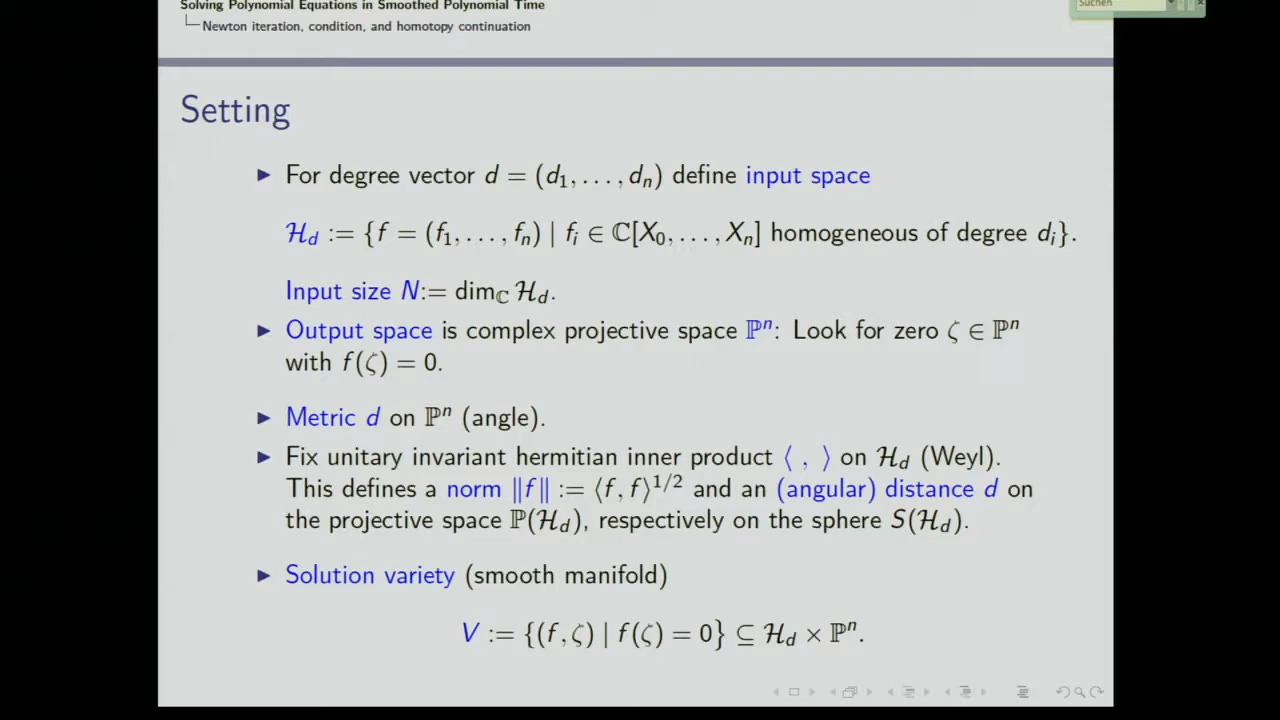 Solving Polynomial Equations in Smoothed Polynomial Time
Newton iteration, condition, and homotopy continuation
Suchen
Setting
▶ For degree vector d = (d₁, . . . , dₙ) define input space
ℋ_d := {f = (f₁, . . . , fₙ) | fᵢ ∈ ℂ[X₀, . . . , Xₙ] homogeneous of degree dᵢ}.
Input size N:= dim_ℂ ℋ_d.
▶ Output space is complex projective space ℙⁿ: Look for zero ζ ∈ ℙⁿ
with f(ζ) = 0.
▶ Metric d on ℙⁿ (angle).
▶ Fix unitary invariant hermitian inner product ⟨ , ⟩ on ℋ_d (Weyl).
This defines a norm ‖f‖ := ⟨f, f⟩^{1/2} and an (angular) distance d on
the projective space ℙ(ℋ_d), respectively on the sphere S(ℋ_d).
▶ Solution variety (smooth manifold)
V := {(f, ζ) | f(ζ) = 0} ⊆ ℋ_d × ℙⁿ.